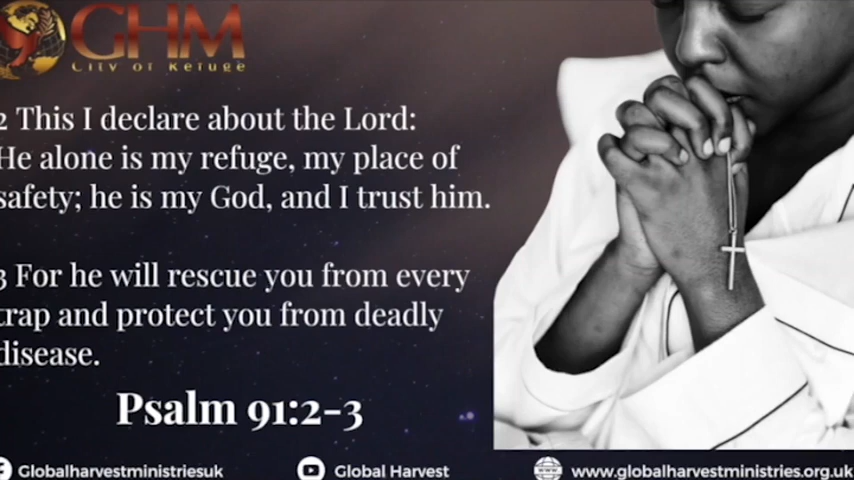 GHM
City of Refuge
2 This I declare about the Lord:
He alone is my refuge, my place of
safety; he is my God, and I trust him.
3 For he will rescue you from every
trap and protect you from deadly
disease.
Psalm 91:2-3
Globalharvestministriesuk Global Harvest www.globalharvestministries.org.uk